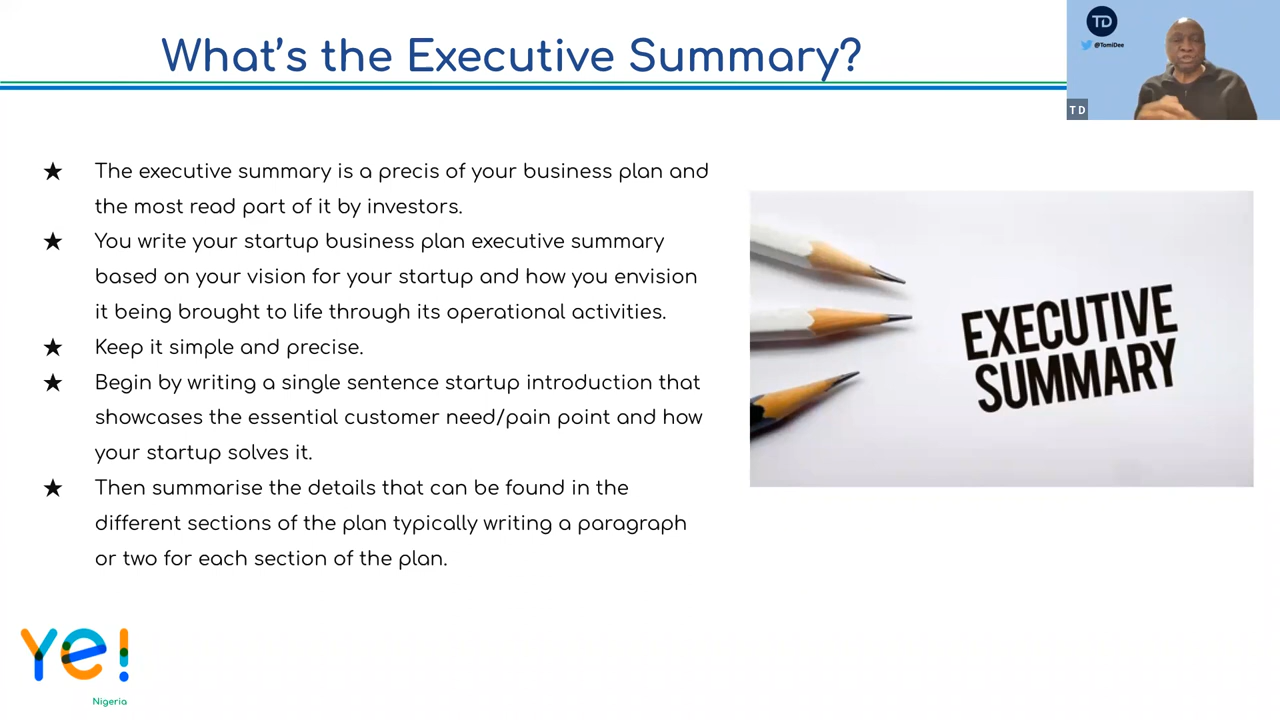 What's the Executive Summary?
TD
@TomiDee
T D
★ The executive summary is a precis of your business plan and
the most read part of it by investors.
★ You write your startup business plan executive summary
based on your vision for your startup and how you envision
it being brought to life through its operational activities.
★ Keep it simple and precise.
★ Begin by writing a single sentence startup introduction that
showcases the essential customer need/pain point and how
your startup solves it.
★ Then summarise the details that can be found in the
different sections of the plan typically writing a paragraph
or two for each section of the plan.
EXECUTIVE
SUMMARY
Ye!
Nigeria